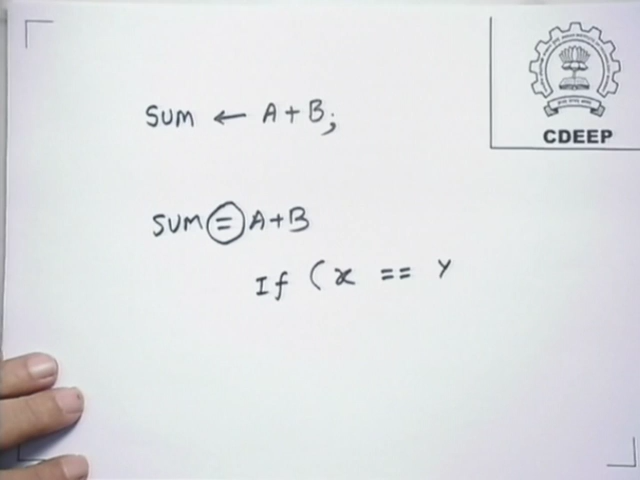 SUM ← A+B;
SUM = A+B
If (x == y
CDEEP